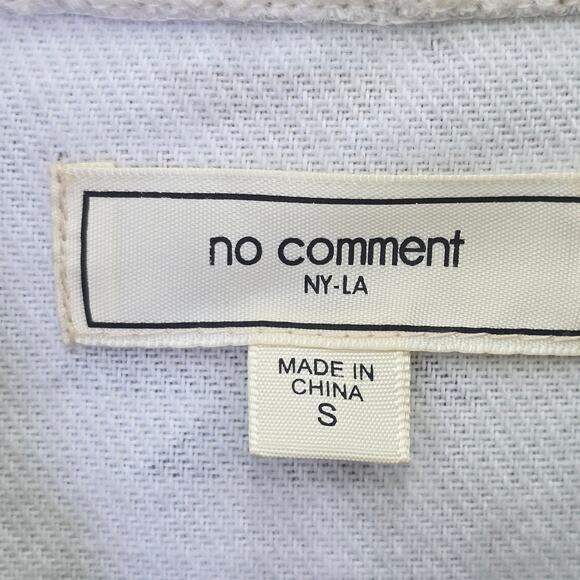 no comment
NY-LA
MADE IN
CHINA
S